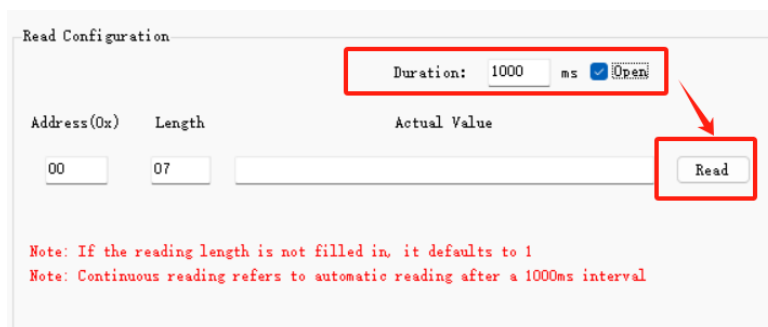 Read Configuration
Duration: 1000 ms Open
Address(0x) Length Actual Value
00 07 Read
Note: If the reading length is not filled in, it defaults to 1
Note: Continuous reading refers to automatic reading after a 1000ms interval